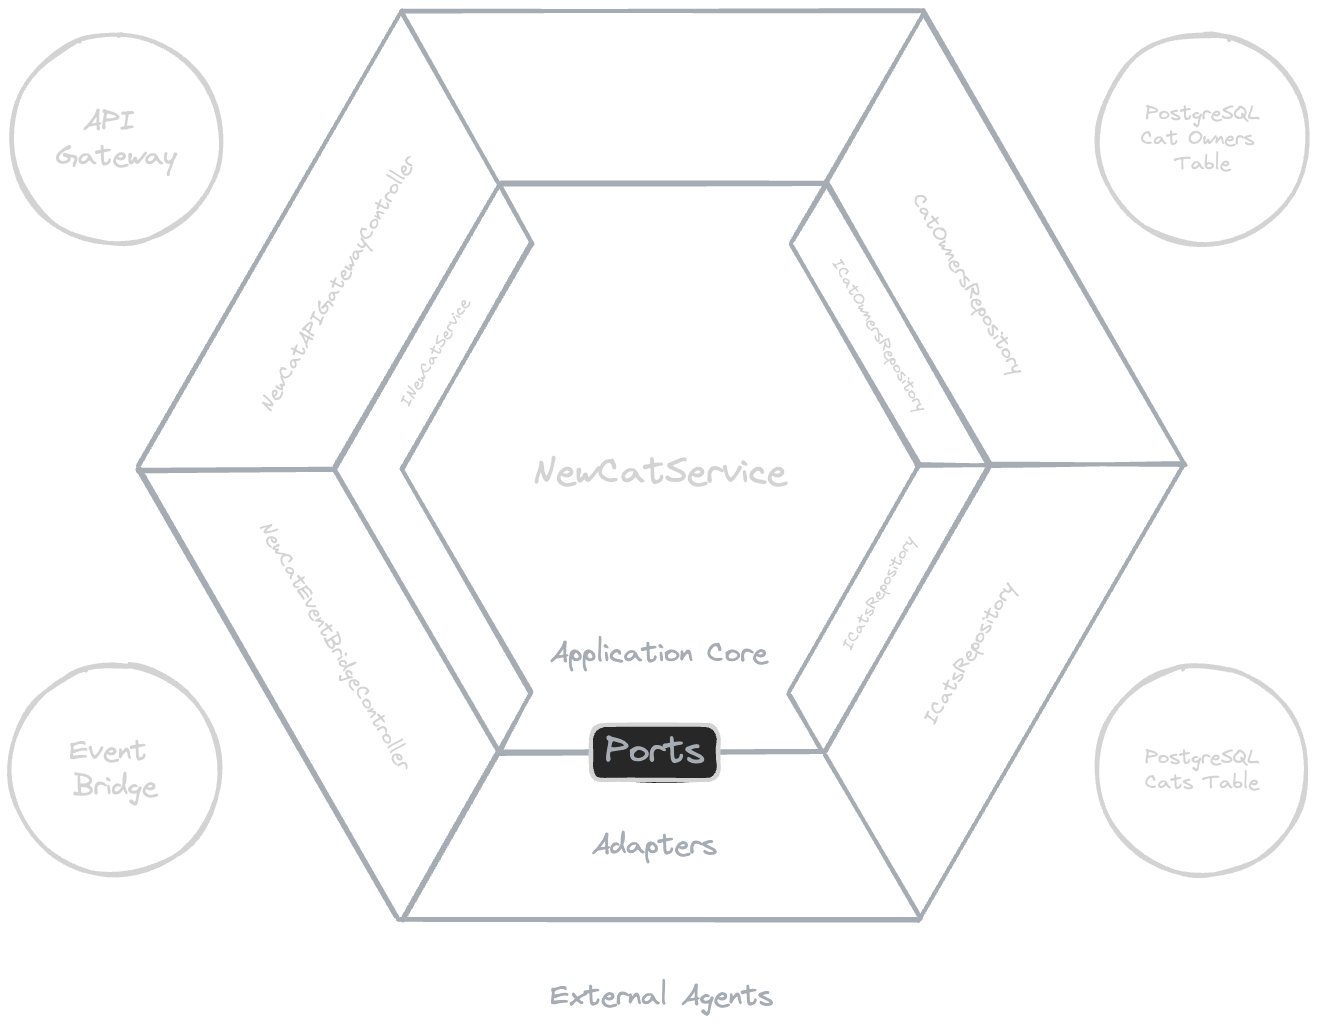 API
Gateway
PostgreSQL
Cat Owners
Table
NewCatAPIGatewayController
INewCatService
ICatOwnersRepository
CatOwnersRepository
NewCatService
NewCatEventBridgeController
ICatsRepository
ICatsRepository
Application Core
Event
Bridge
Ports
PostgreSQL
Cats Table
Adapters
External Agents